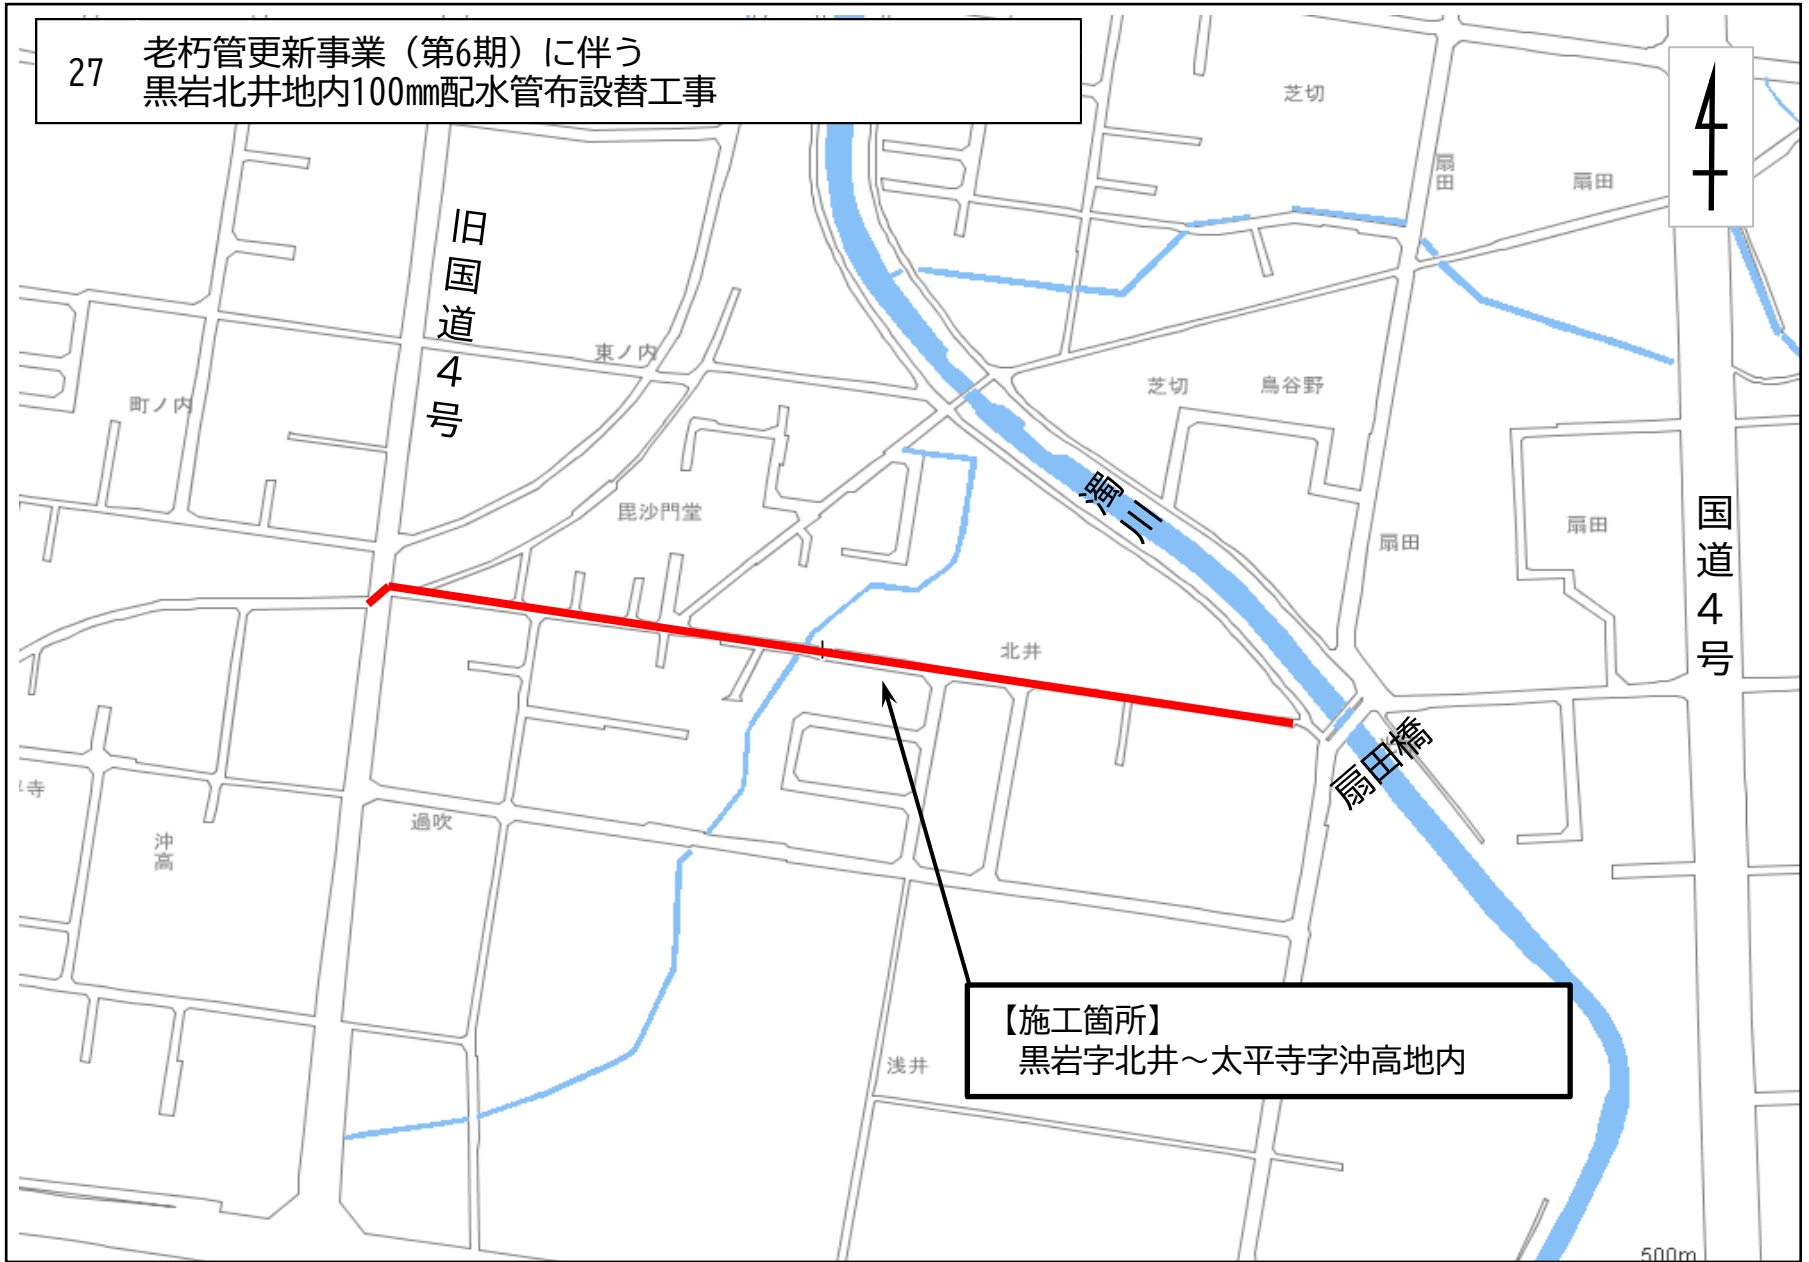 27
老朽管更新事業（第6期）に伴う
黒岩北井地内100㎜配水管布設替工事
芝切
扇田
扇田
旧国道４号
東ノ内
町ノ内
芝切
鳥谷野
毘沙門堂
濁川
扇田
扇田
国道４号
北井
扇田橋
寺
過吹
沖高
【施工箇所】
黒岩字北井～太平寺字沖高地内
浅井
500m